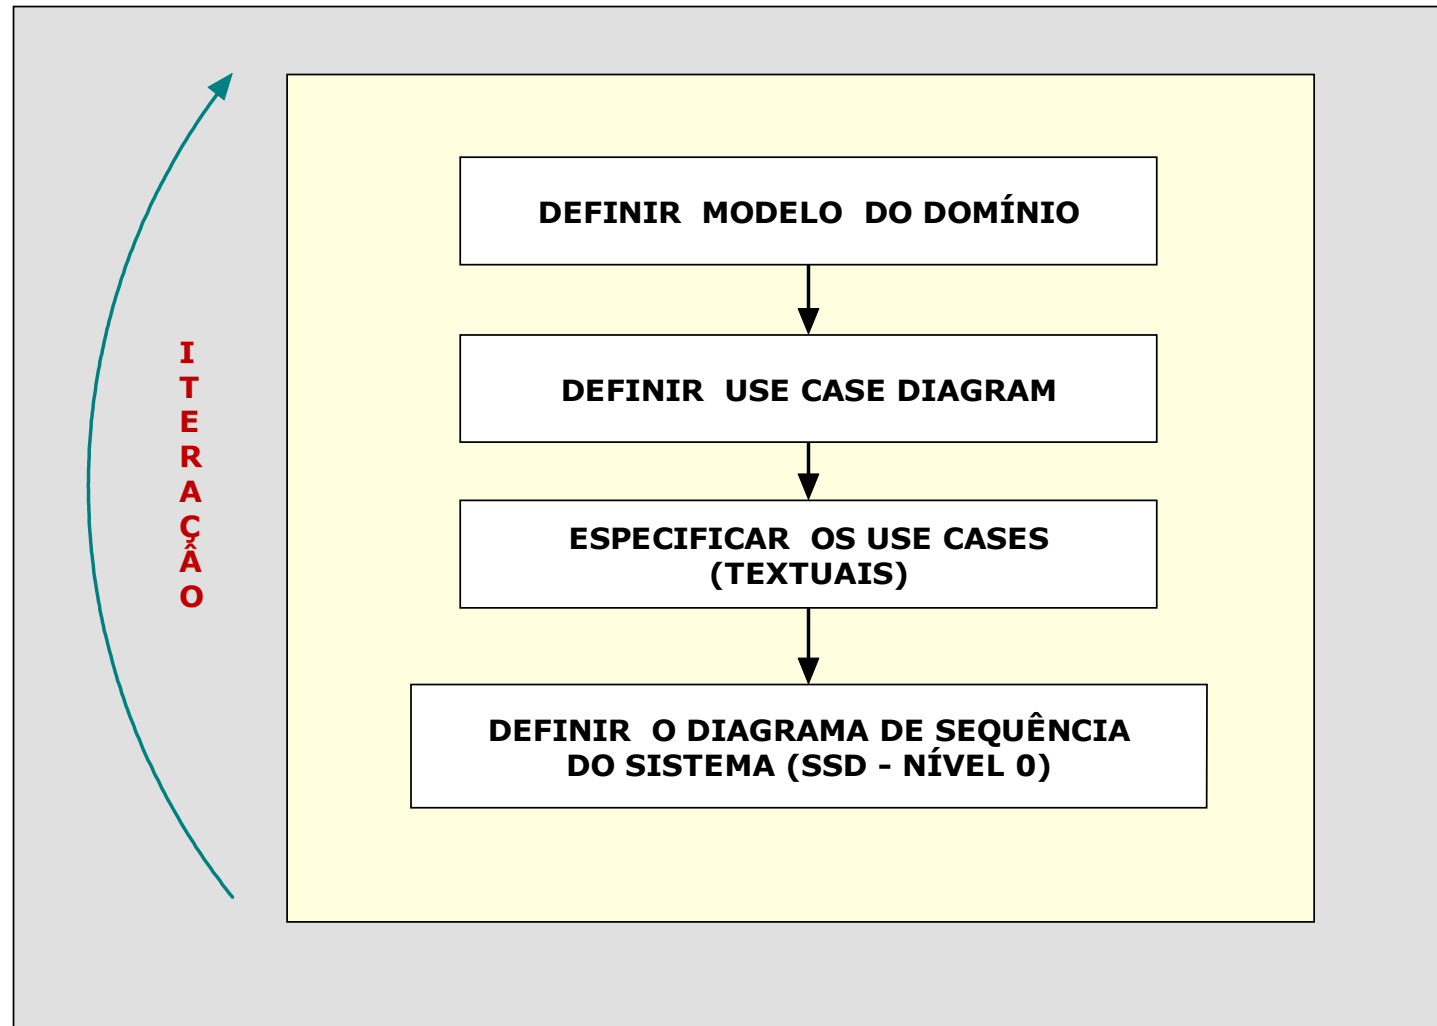 DEFINIR MODELO DO DOMÍNIO
DEFINIR USE CASE DIAGRAM
ITERAÇÂO
ESPECIFICAR OS USE CASES
(TEXTUAIS)
DEFINIR O DIAGRAMA DE SEQUÊNCIA
DO SISTEMA (SSD - NÍVEL 0)